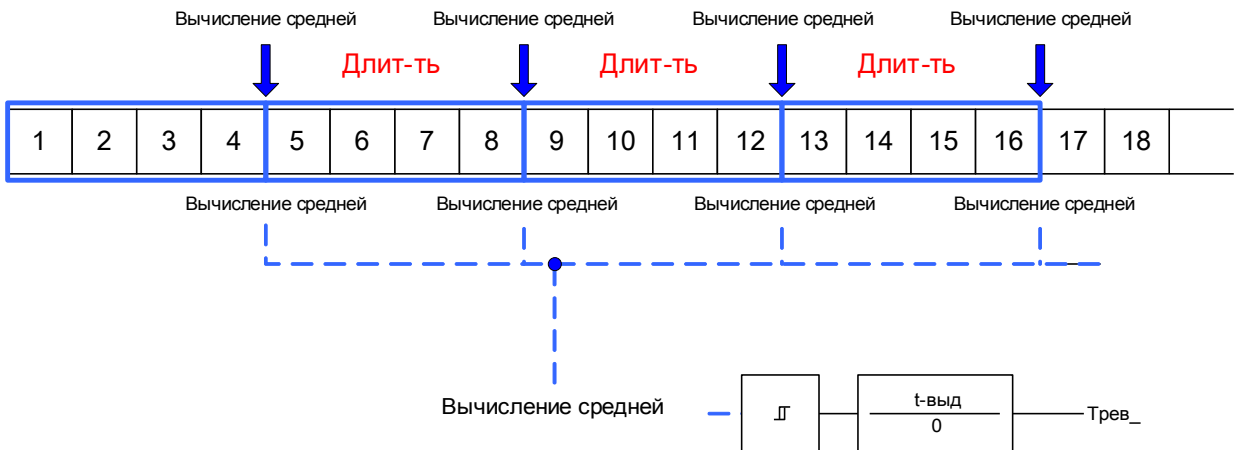 Вычисление средней Вычисление средней Вычисление средней Вычисление средней
Длит-ть Длит-ть Длит-ть
1 2 3 4 5 6 7 8 9 10 11 12 13 14 15 16 17 18
Вычисление средней Вычисление средней Вычисление средней Вычисление средней
Вычисление средней
t-выд
0
Трев_